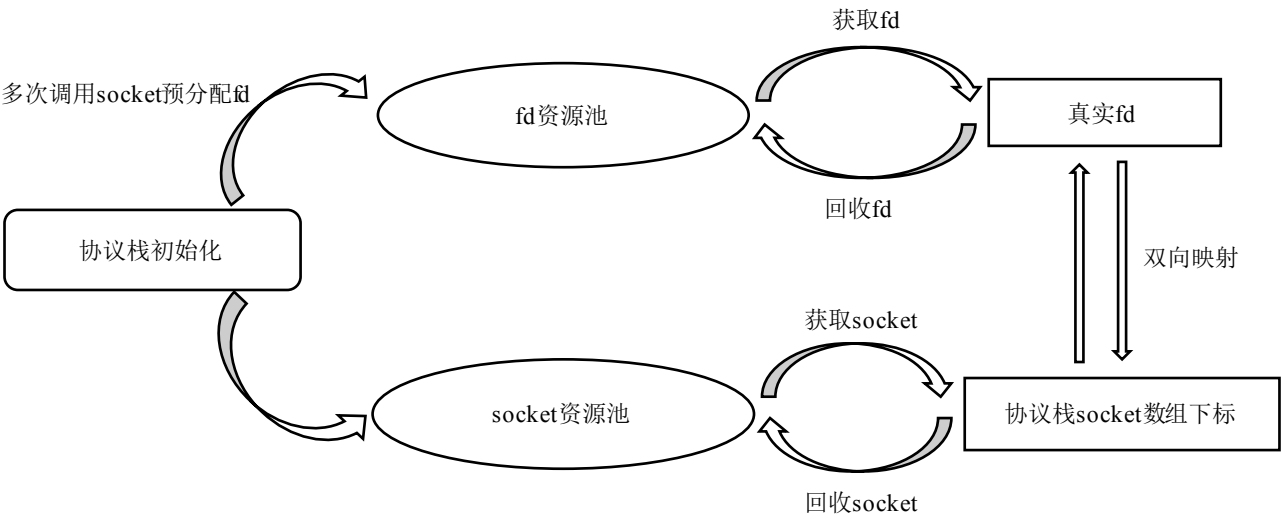 获取fd
多次调用socket预分配fd
fd资源池
真实fd
回收fd
协议栈初始化
双向映射
获取socket
socket资源池
协议栈socket数组下标
回收socket